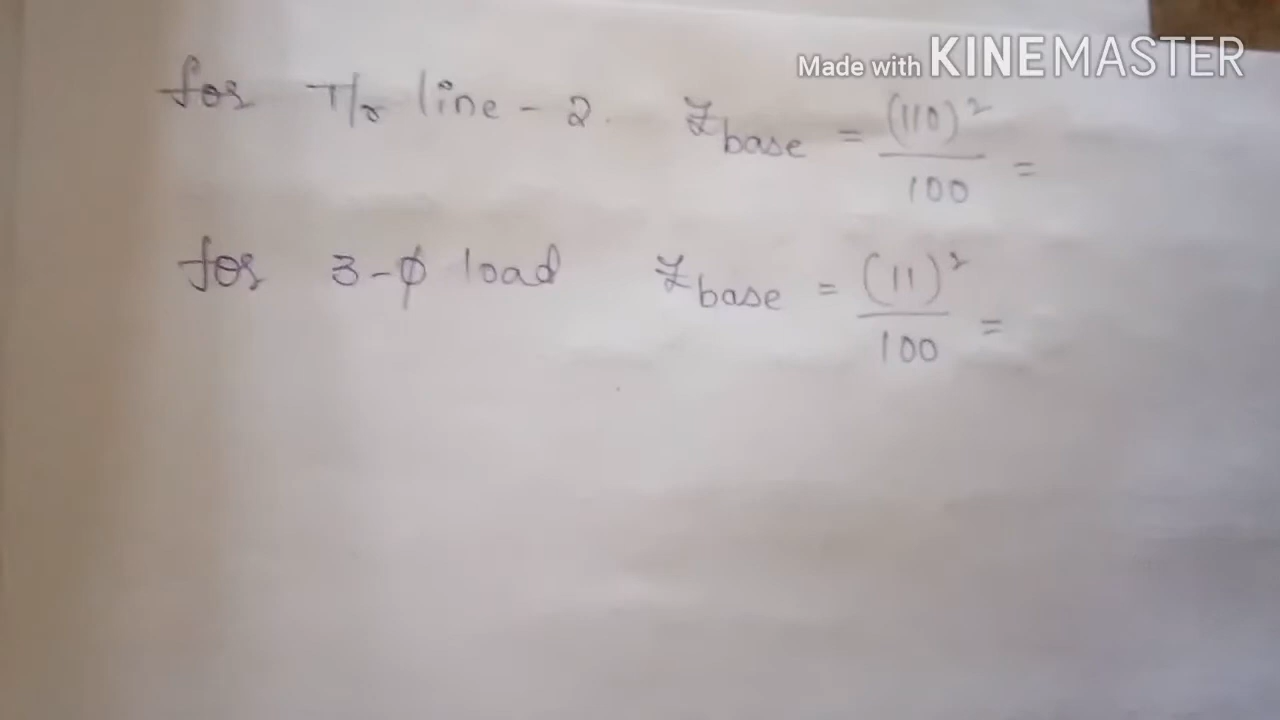 Made with KINEMASTER
for T/r line - 2. Zbase = (110)² / 100 =
for 3-ϕ load Zbase = (11)² / 100 =